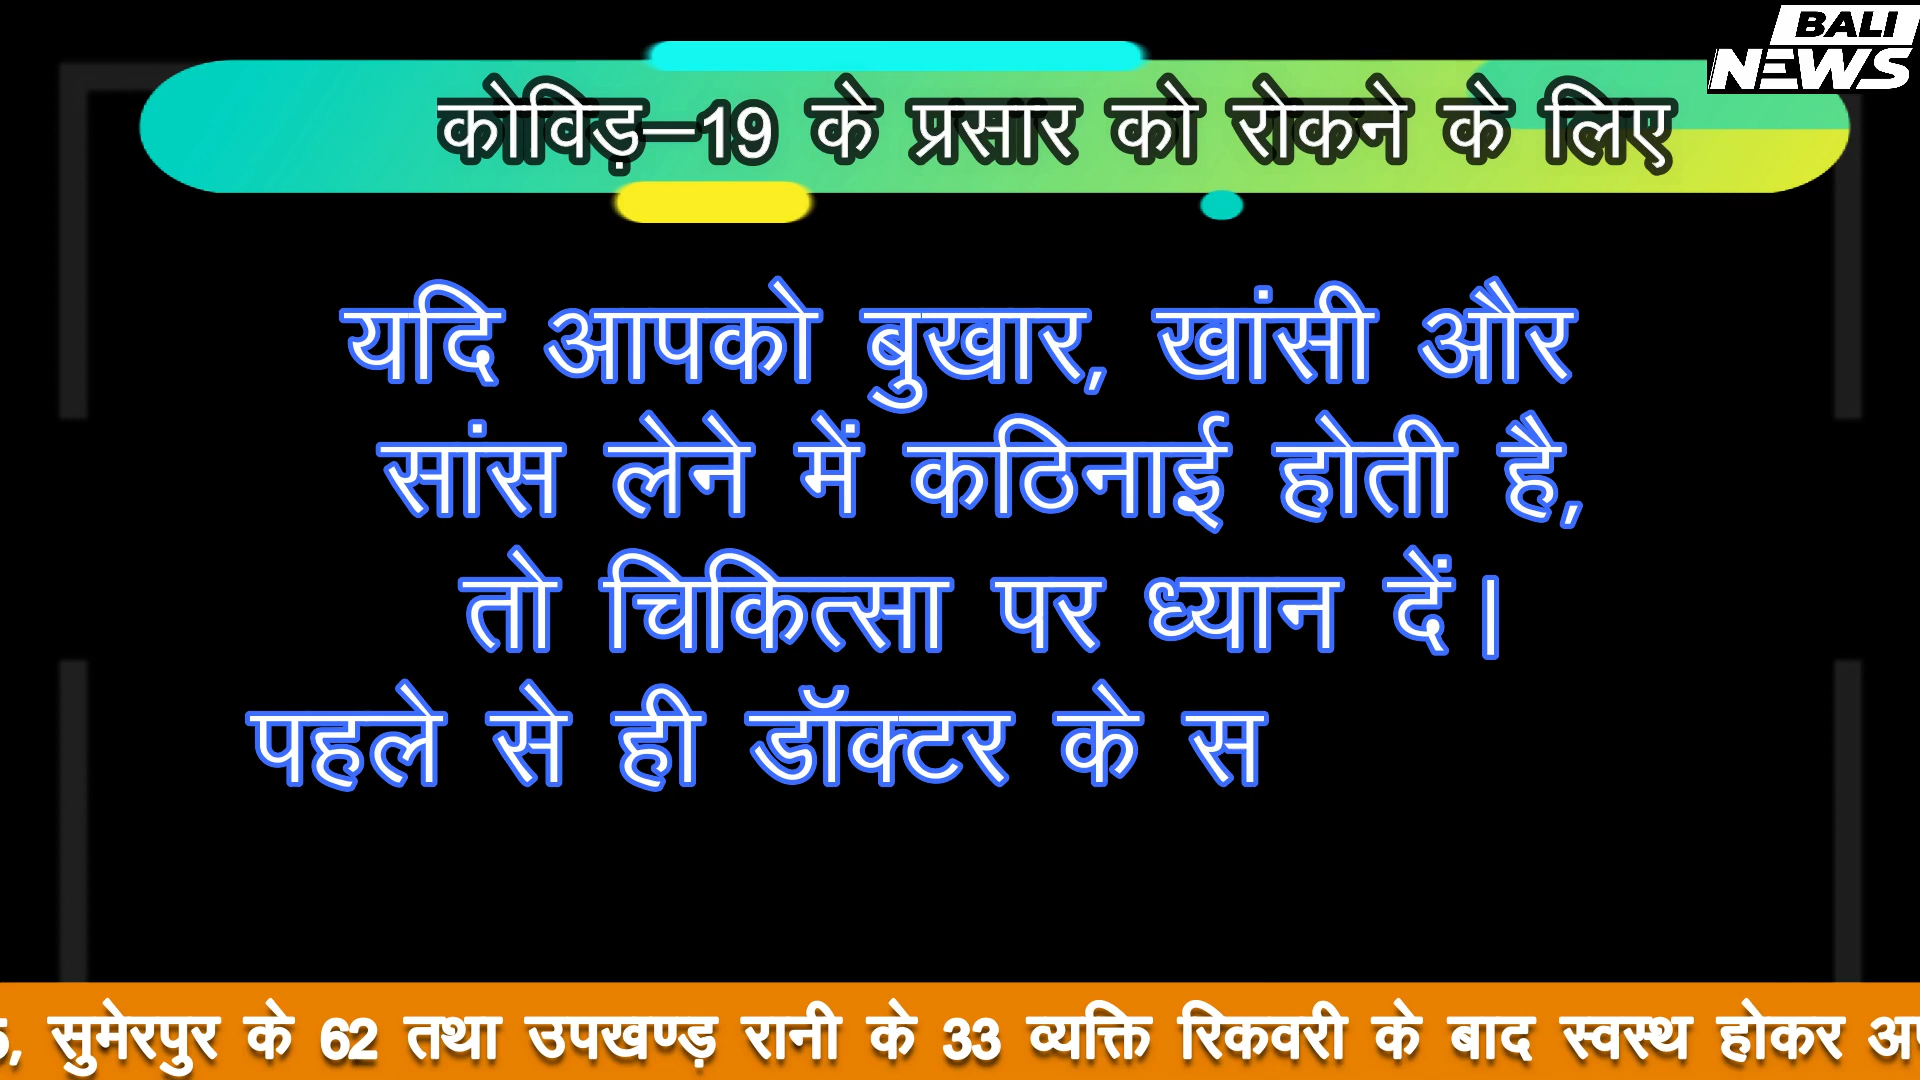 BALI
NEWS
कोविड़–19 के प्रसार को रोकने के लिए
यदि आपको बुखार, खांसी और
सांस लेने में कठिनाई होती है,
तो चिकित्सा पर ध्यान दें।
पहले से ही डॉक्टर के स
, सुमेरपुर के 62 तथा उपखण्ड़ रानी के 33 व्यक्ति रिकवरी के बाद स्वस्थ होकर